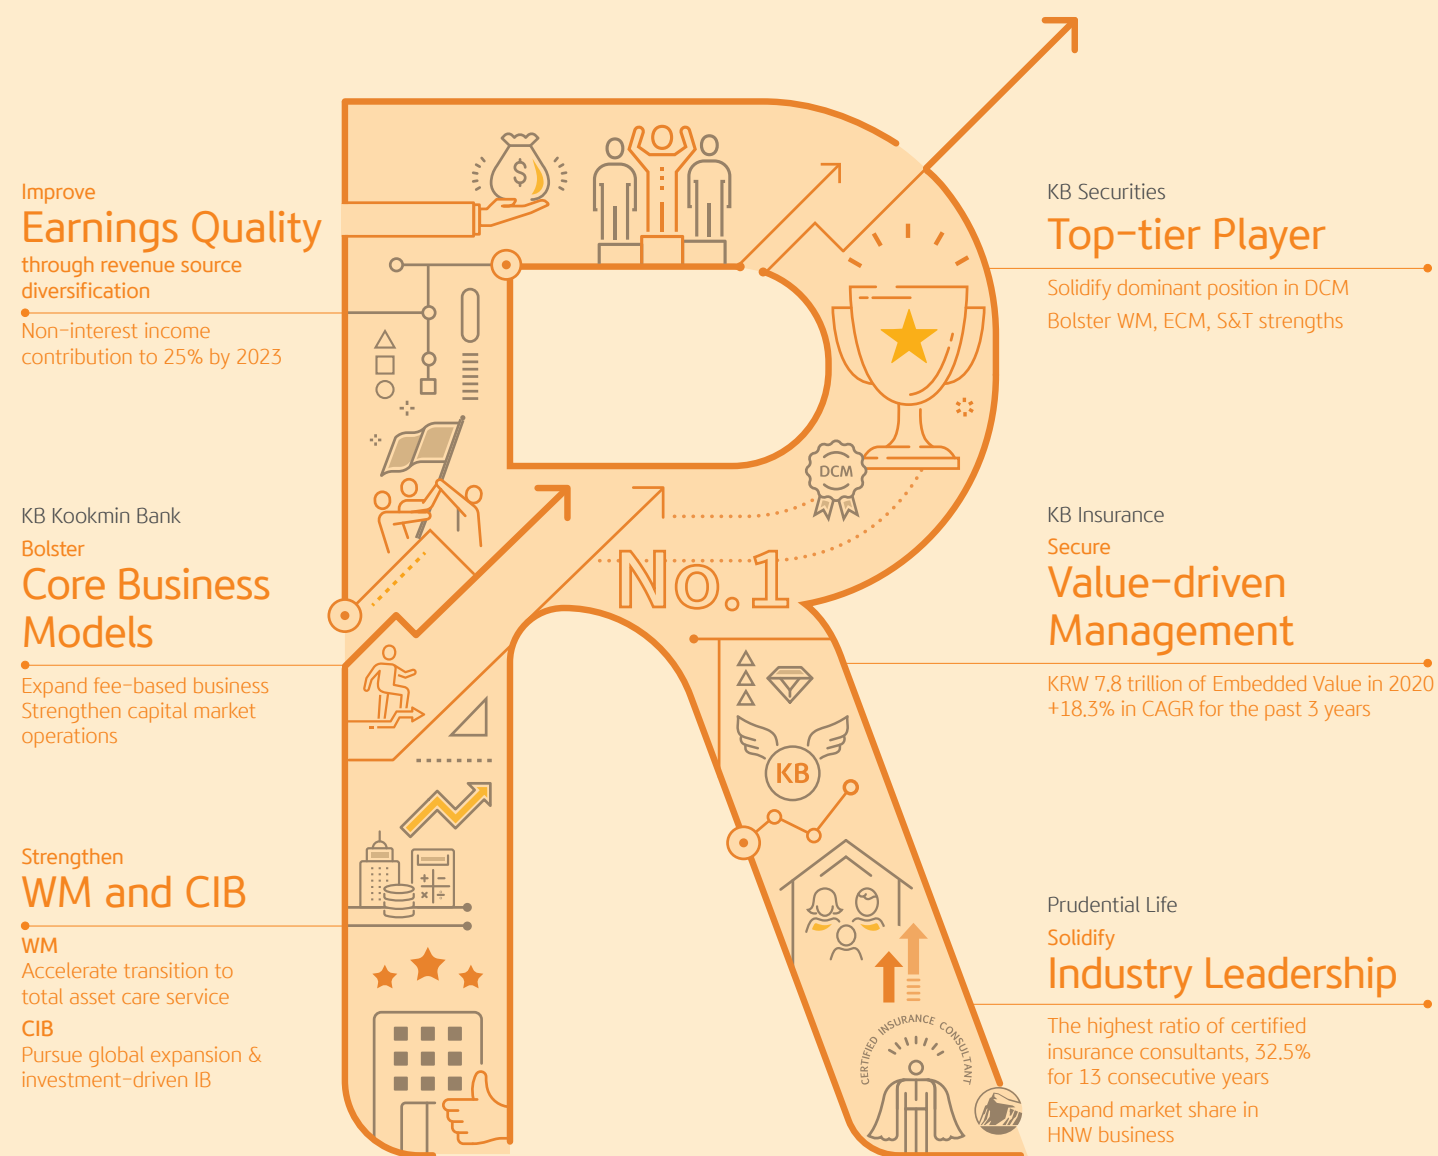 Improve
Earnings Quality
through revenue source
diversification
Non-interest income
contribution to 25% by 2023
KB Kookmin Bank
Bolster
Core Business
Models
Expand fee-based business
Strengthen capital market
operations
Strengthen
WM and CIB
WM
Accelerate transition to
total asset care service
CIB
Pursue global expansion &
investment-driven IB
$
DCM
No.1
KB
CERTIFIED INSURANCE CONSULTANT
KB Securities
Top-tier Player
Solidify dominant position in DCM
Bolster WM, ECM, S&T strengths
KB Insurance
Secure
Value-driven
Management
KRW 7.8 trillion of Embedded Value in 2020
+18.3% in CAGR for the past 3 years
Prudential Life
Solidify
Industry Leadership
The highest ratio of certified
insurance consultants, 32.5%
for 13 consecutive years
Expand market share in
HNW business